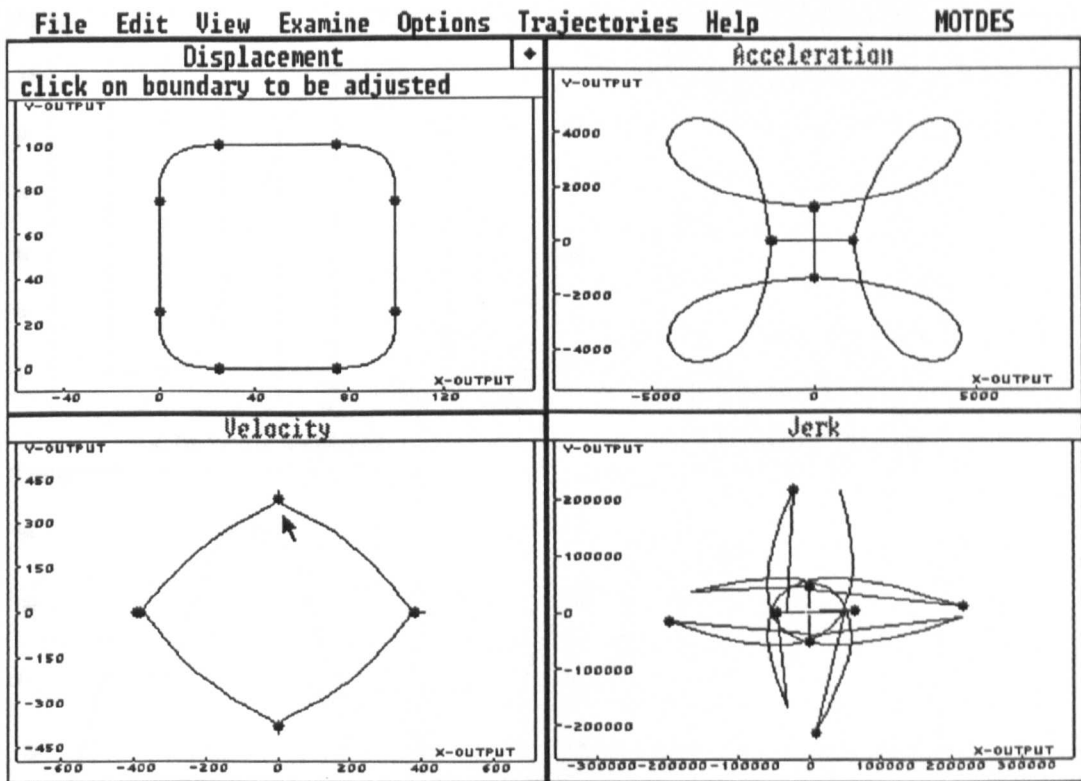 File Edit View Examine Options Trajectories Help MOTDES
Displacement
click on boundary to be adjusted
Y-OUTPUT
100
80
60
40
20
0
X-OUTPUT
-40 0 40 80 120
Acceleration
Y-OUTPUT
4000
2000
0
-2000
-4000
X-OUTPUT
-5000 0 5000
Velocity
Y-OUTPUT
450
300
150
0
-150
-300
-450
X-OUTPUT
-600 -400 -200 0 200 400 600
Jerk
Y-OUTPUT
200000
100000
0
-100000
-200000
X-OUTPUT
-300000 -200000 -100000 0 100000 200000 300000